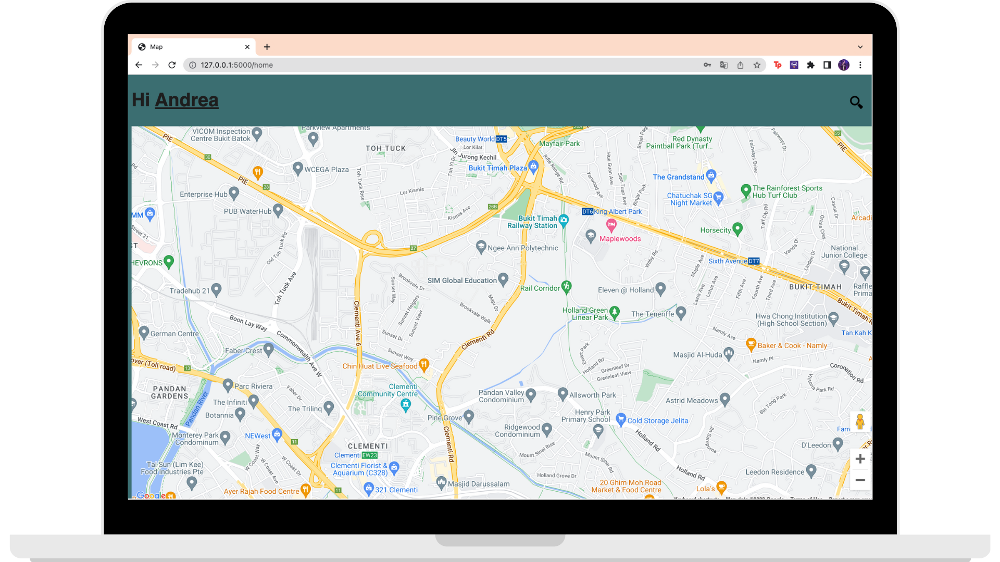 Map
127.0.0.1:5000/home
Tp
Hi Andrea
VICOM Inspection
Centre Bukit Batok
Parkview Apartments
TOH TUCK
Beauty World DT5
Lor Kilat
Jln Jurong Kechil
Mayfair Park
Binjai Park
Red Dynasty
Paintball Park (Turf...
Fairways Dr
Fairways Dr.
22
PIE
PIE
30
Rd
WCEGA Plaza
Toh Tuck Rise
Toh Yi Dr
Bukit Timah Plaza
Rifle Range Rd
Hua Guan Ave
Yarwood Ave
Sian Tuan Ave
Binjai Park
The Grandstand
Chatuchak SG
Night Market
The Rainforest Sports
Hub Turf Club
PIE
28
Enterprise Hub
Lor Kismis
PUB WaterHub
Kismis Ave
26B
DT6 King Albert Park
Cassia Dr
Turf Club Rd
Oriole Cres
Arcadi
MM
Street 21
ST
Bukit Timah
Railway Station
Maplewoods
Horsecity
Vanda Dr
Linden Dr
National
Junior College
HEVRONS
Old Toh Tuck Rd
27
Ngee Ann Polytechnic
Wilby Rd
Maple Ave
Sixth Avenue DT7
Tradehub 21
Toh Tuck Ave
Sunset Way
Brookvale Dr
SIM Global Education
Rail Corridor
Eleven @ Holland
Lasia Ave
Lotus Ave
Fifth Ave
Fourth Ave
Third Ave
BUKIT TIMAH
Raffle
Prima
Clementi Ave 6
Sunset Heights
Sunset View
Brookvale Walk
Maju Dr
Holland Green
Linear Park
The Teneriffe
Hwa Chong Institution
(High School Section)
Bukit Timah R
Tan Kah K
Boon Lay Way
Commonwealth Ave W
German Centre
Sunset Dr
Clementi Rd
Namly Ave
Baker & Cook - Namly
Faber Crest
Sunset Way
Ewart Park
Masjid Al-Huda
Namly Pl
over (Toll road)
13
Chin Huat Live Seafood
Holland Rd
Greenleaf Dr
Greenleaf View
Coronation Rd
Victoria Park Rd
PANDAN
GARDENS
Parc Riviera
Faber Dr
Clementi
Community Centre
Pandan Valley
Condominium
Allsworth Park
Astrid Meadows
Bin Tong Park
Pandan River
The Infiniti
Botannia
The Trilinq
Pine Grove
Henry Park
Primary School
Cold Storage Jelita
West Coast Rd
Monterey Park
Condominium
NEWest
11
CLEMENTI
Clementi EW23
Clementi Rd
Ridgewood
Condominium
Holland Rd
Jln Sampurna
Farre
D'Leedon
Mount Sinai Rise
Mount Sinai Rd
Tai Sun (Lim Kee)
Food Industries Pte
W Coast Way
W Coast Ave
W Coast Dr
Clementi Florist &
Aquarium (C328)
Holland Grove Dr
Holland Rd
Leedon Residence
Ayer Rajah Food Centre
11
321 Clementi
Masjid Darussalam
20 Ghim Moh Road
Market & Food Centre
Lola's
Google